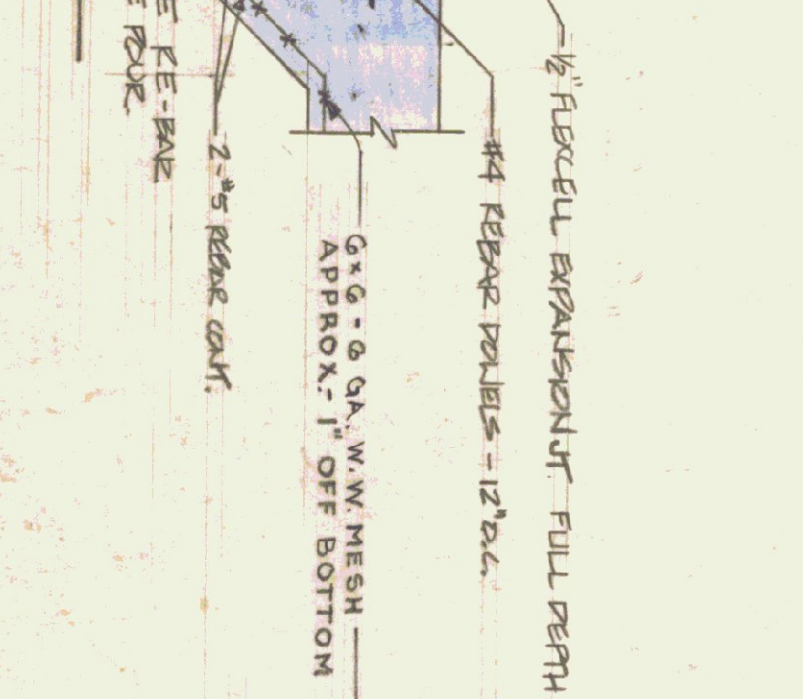 ½" FLEXCELL EXPANSION JT. FULL DEPTH
#4 REBAR DOWELS - 12" O.C.
6x6 - 6 GA. W.W. MESH
APPROX. - 1" OFF BOTTOM
2 - #5 REBAR CONT.
RE-BAR
POUR